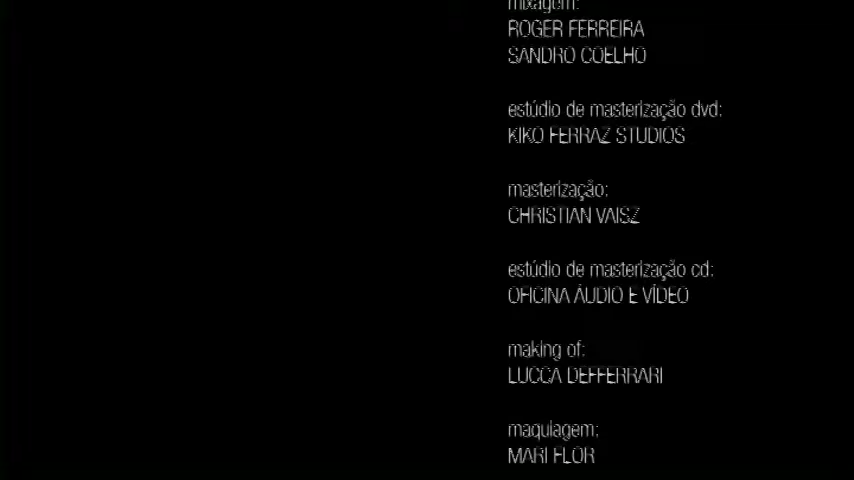 mixagem:
ROGER FERREIRA
SANDRO COELHO
estúdio de masterização dvd:
KIKO FERRAZ STUDIOS
masterização:
CHRISTIAN VAISZ
estúdio de masterização cd:
OFICINA ÁUDIO E VÍDEO
making of:
LUCCA DEFFERRARI
maquiagem:
MARI FLOR